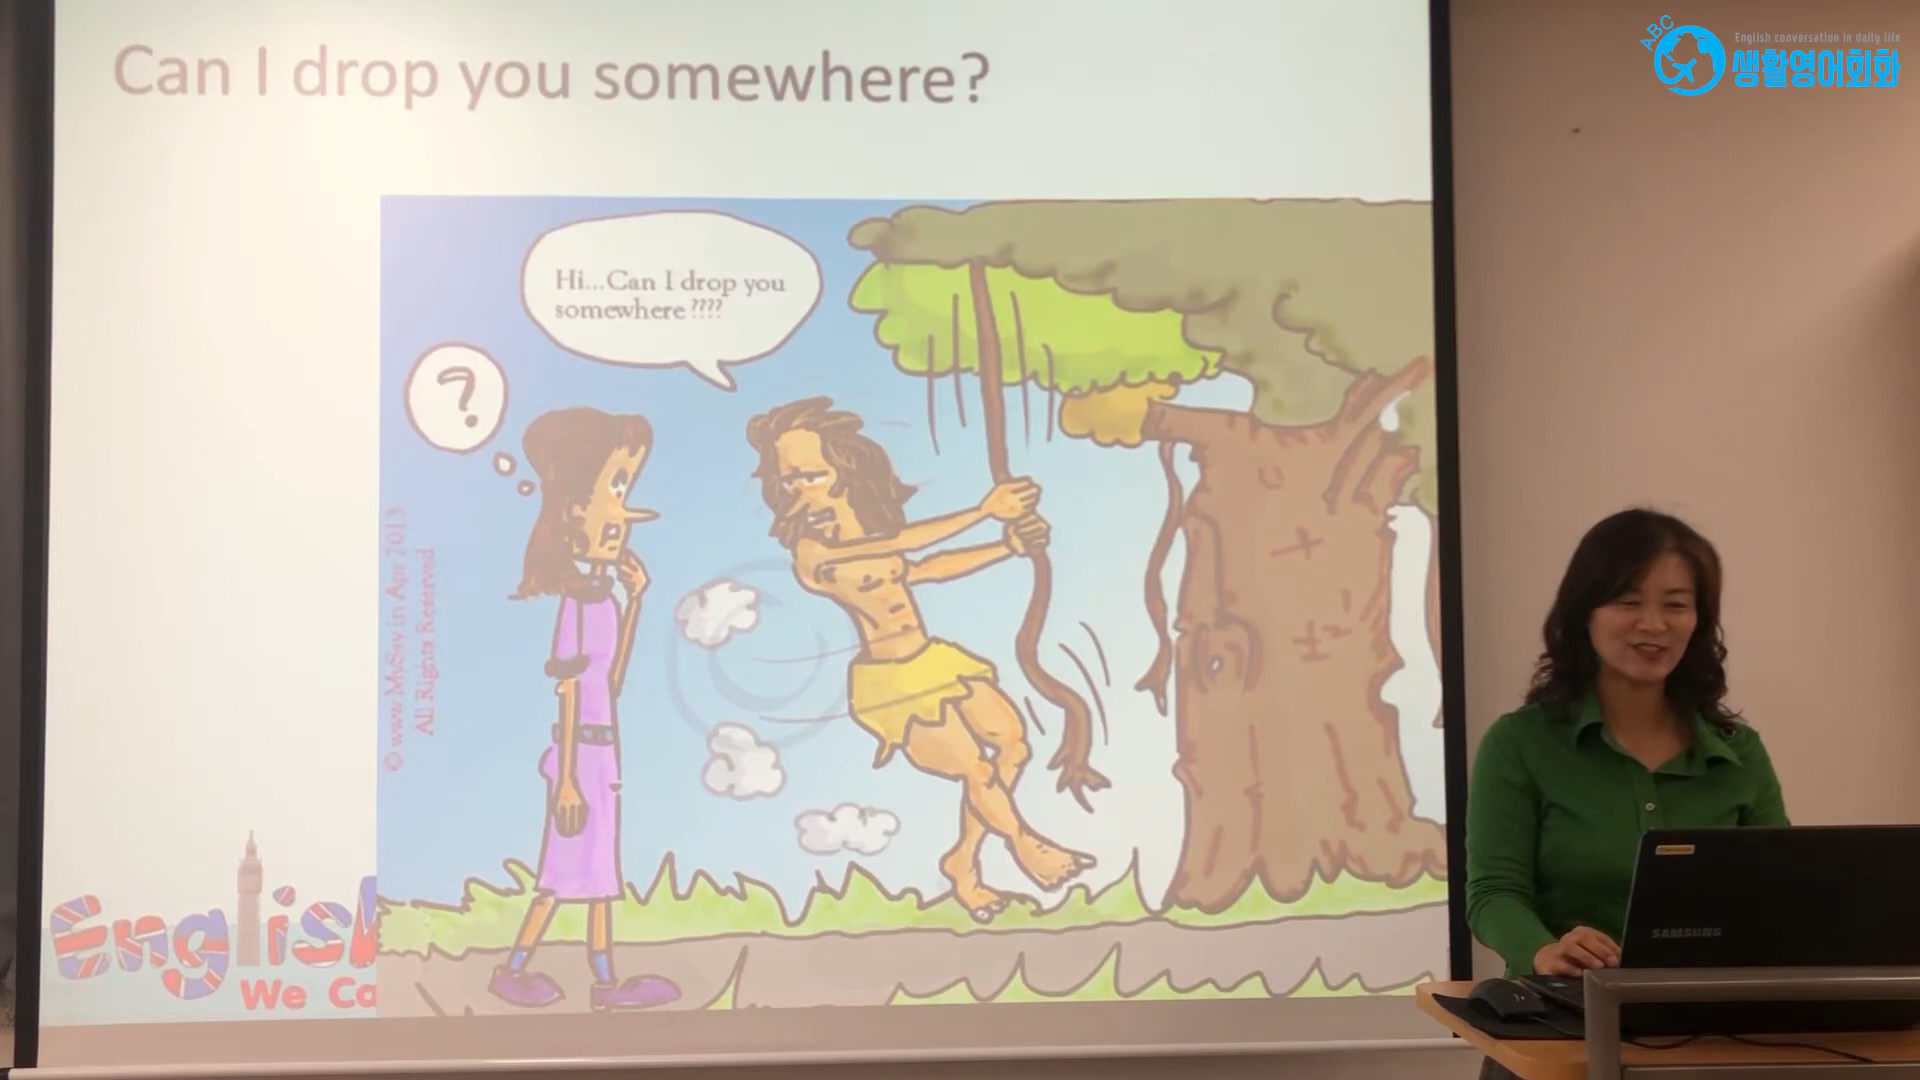 Can I drop you somewhere?
ABC
English conversation in daily life
생활영어회화
Hi...Can I drop you
somewhere ????
?
© www.MySay.in Apr 2013
All Rights Reserved
English
We Ca
SAMSUNG